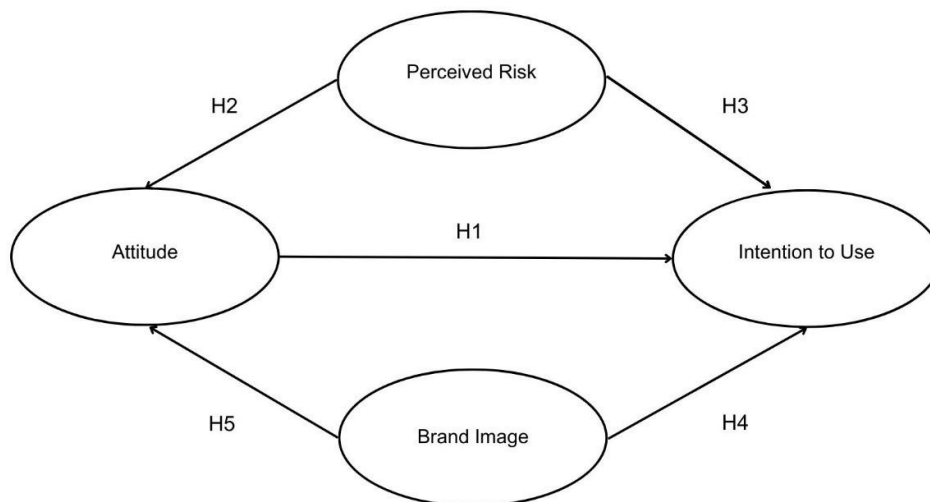 Perceived Risk
H2
H3
H1
Attitude
Intention to Use
H5
H4
Brand Image